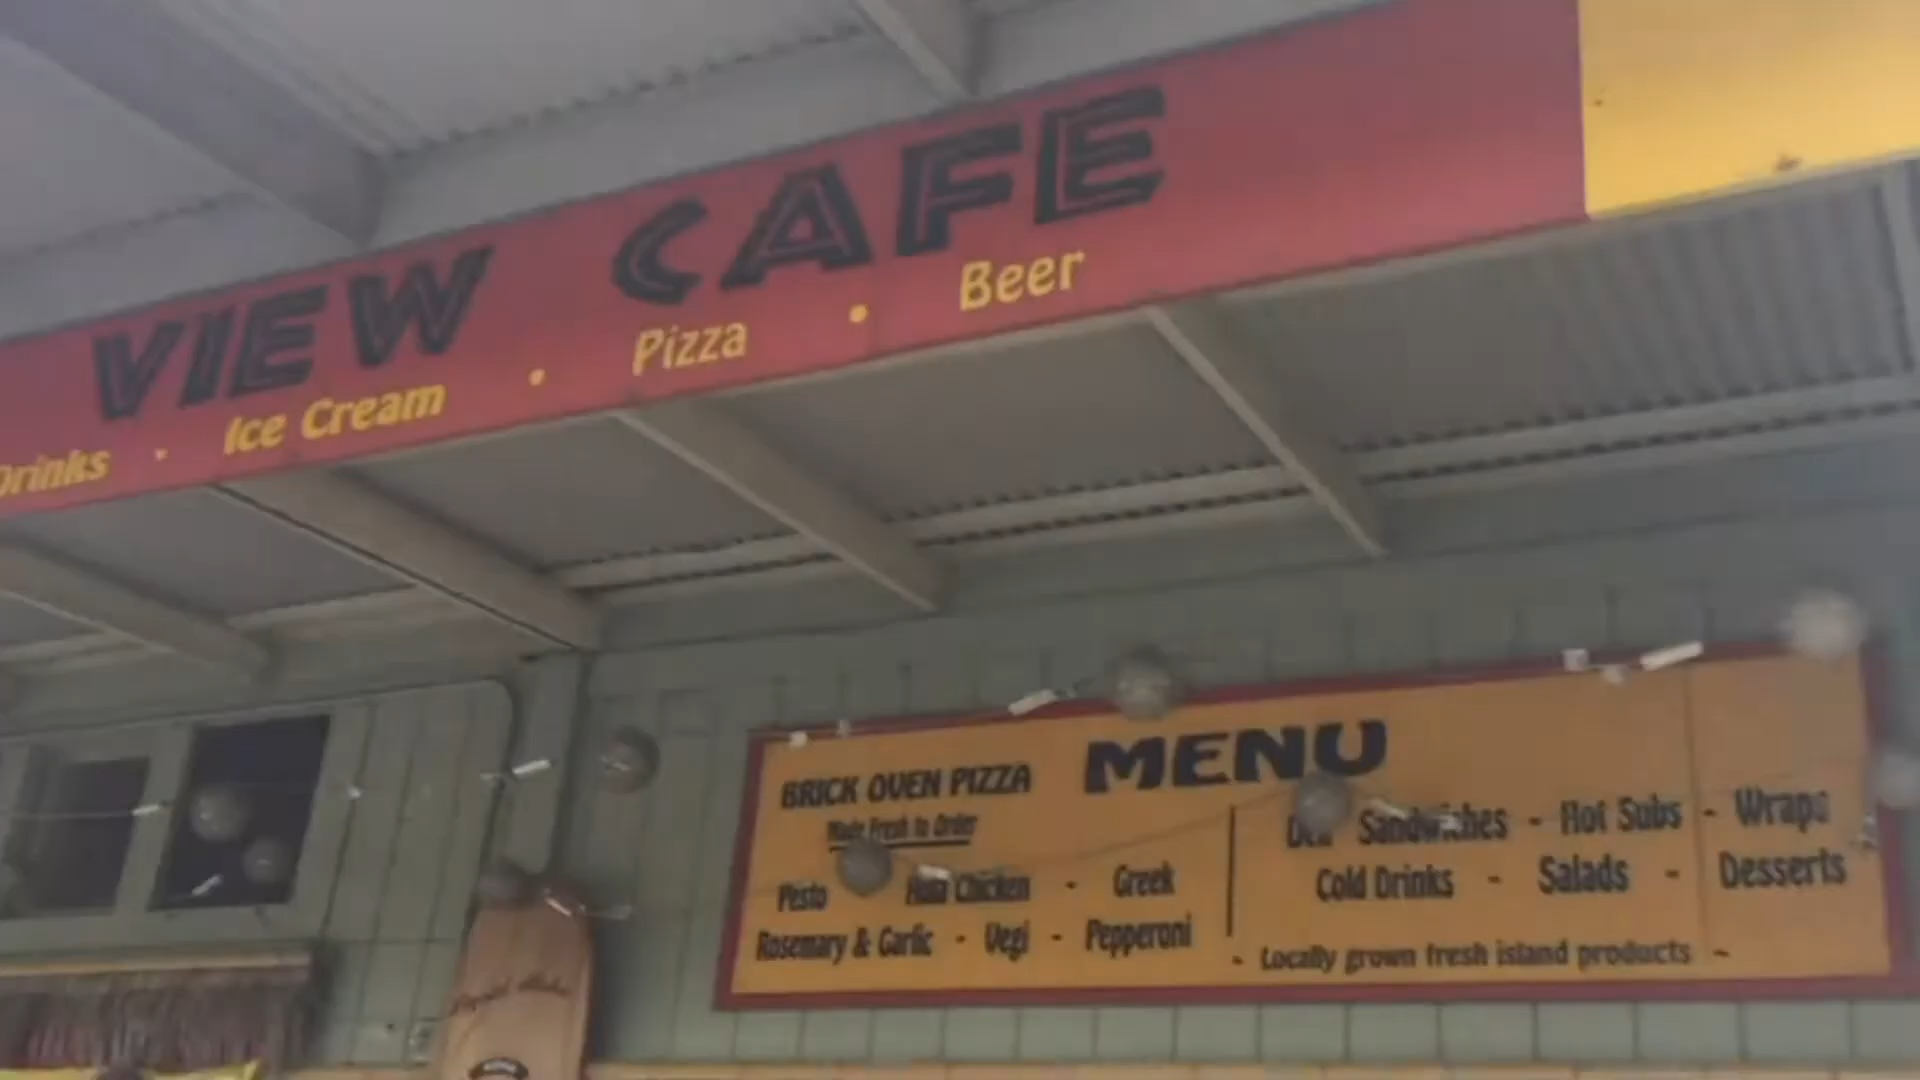 VIEW CAFE
Drinks • Ice Cream • Pizza • Beer
MENU
BRICK OVEN PIZZA
Made Fresh to Order
Pesto Hula Chicken - Greek
Rosemary & Garlic - Vegi - Pepperoni
Deli Sandwiches - Hot Subs - Wraps
Cold Drinks - Salads - Desserts
- Locally grown fresh island products -